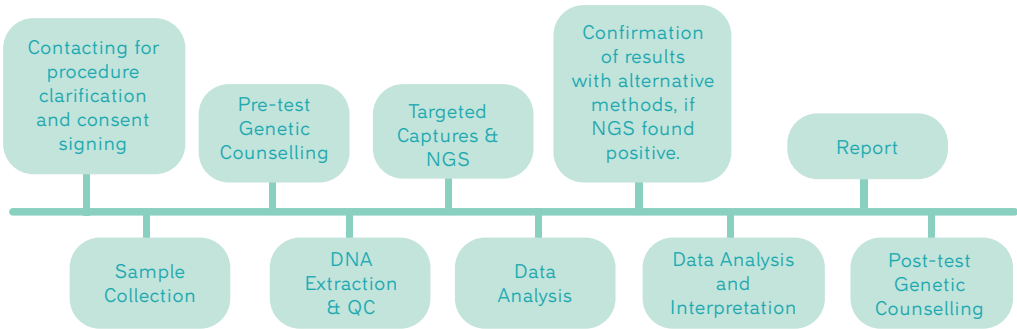 Contacting for
procedure
clarification
and consent
signing
Sample
Collection
Pre-test
Genetic
Counselling
DNA
Extraction
& QC
Targeted
Captures &
NGS
Data
Analysis
Confirmation
of results
with alternative
methods, if
NGS found
positive.
Data Analysis
and
Interpretation
Report
Post-test
Genetic
Counselling